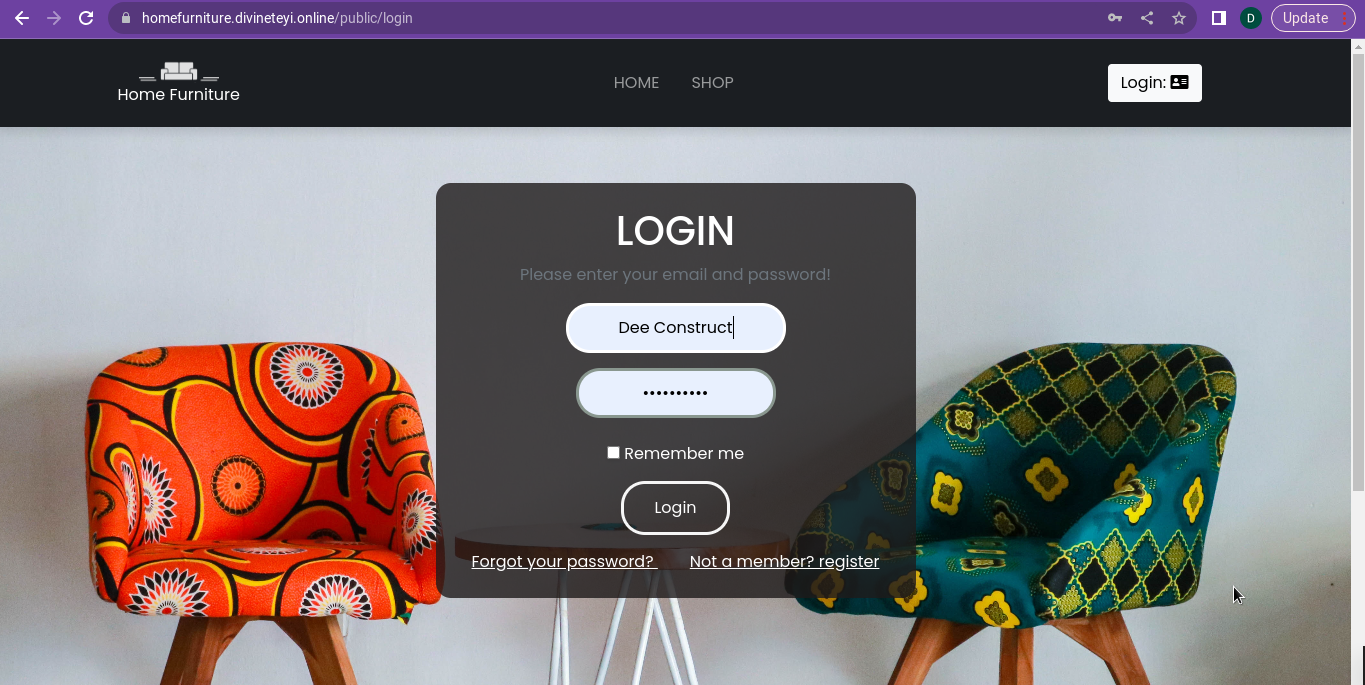 homefurniture.divineteyi.online/public/login
D
Update
Home Furniture
HOME
SHOP
Login:
LOGIN
Please enter your email and password!
Dee Construct
••••••••••
Remember me
Login
Forgot your password?
Not a member? register